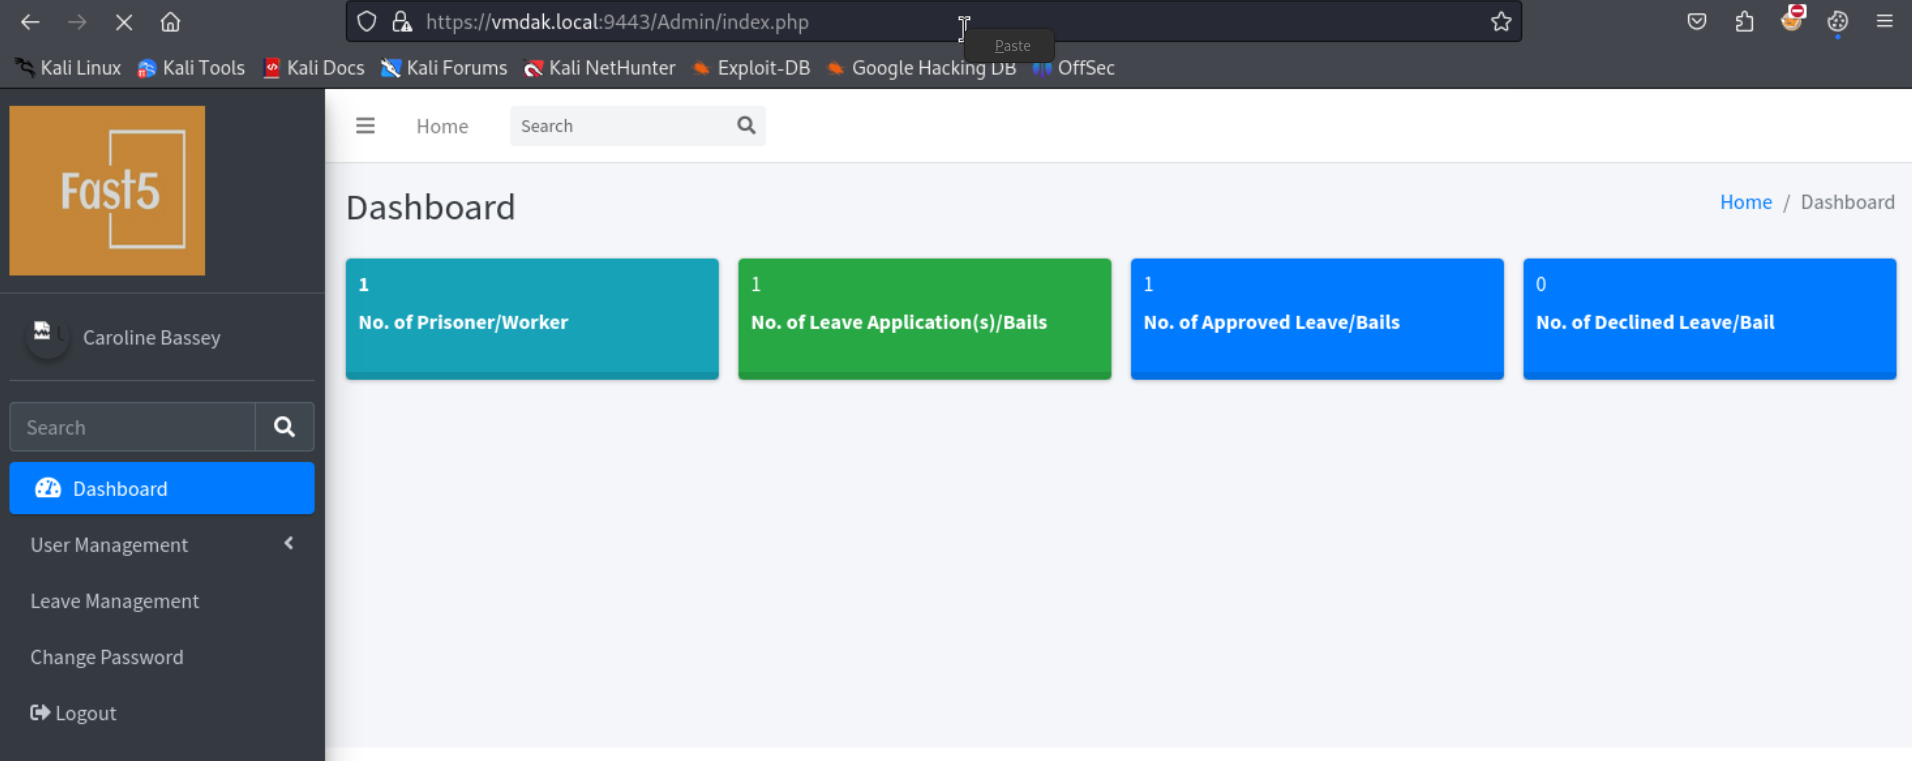 https://vmdak.local:9443/Admin/index.php
Paste
Kali Linux Kali Tools Kali Docs Kali Forums Kali NetHunter Exploit-DB Google Hacking DB OffSec
Fast5
Home Search
Dashboard
Home / Dashboard
1
No. of Prisoner/Worker
1
No. of Leave Application(s)/Bails
1
No. of Approved Leave/Bails
0
No. of Declined Leave/Bail
Caroline Bassey
Search
Dashboard
User Management
Leave Management
Change Password
Logout